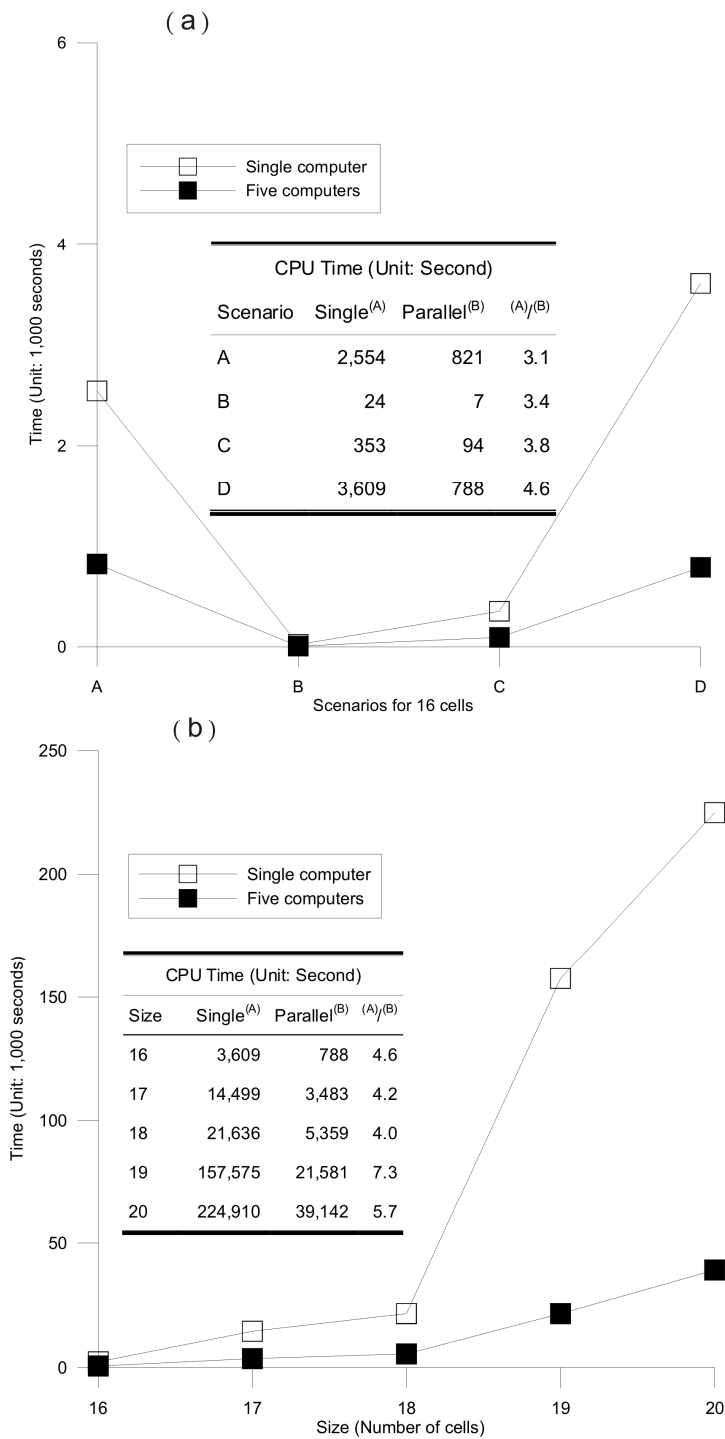 (a)
6
4
2
0
Time (Unit: 1,000 seconds)
Single computer
Five computers
CPU Time (Unit: Second)
Scenario Single(A) Parallel(B) (A)/(B)
A 2,554 821 3.1
B 24 7 3.4
C 353 94 3.8
D 3,609 788 4.6
A B C D
Scenarios for 16 cells
(b)
250
200
150
100
50
0
Time (Unit: 1,000 seconds)
Single computer
Five computers
CPU Time (Unit: Second)
Size Single(A) Parallel(B) (A)/(B)
16 3,609 788 4.6
17 14,499 3,483 4.2
18 21,636 5,359 4.0
19 157,575 21,581 7.3
20 224,910 39,142 5.7
16 17 18 19 20
Size (Number of cells)